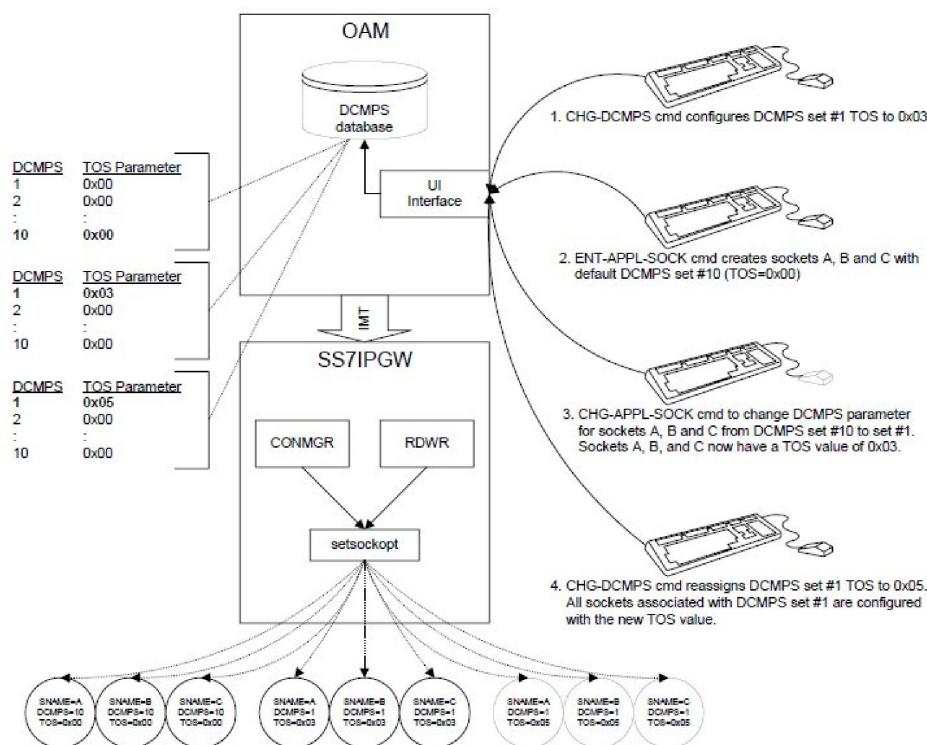 OAM
DCMPS
database
UI
Interface
DCMPS TOS Parameter
1 0x00
2 0x00
: :
10 0x00
DCMPS TOS Parameter
1 0x03
2 0x00
: :
10 0x00
DCMPS TOS Parameter
1 0x05
2 0x00
: :
10 0x00
IMT
SS7IPGW
CONMGR
RDWR
setsockopt
1. CHG-DCMPS cmd configures DCMPS set #1 TOS to 0x03
2. ENT-APPL-SOCK cmd creates sockets A, B and C with
default DCMPS set #10 (TOS=0x00)
3. CHG-APPL-SOCK cmd to change DCMPS parameter
for sockets A, B and C from DCMPS set #10 to set #1.
Sockets A, B, and C now have a TOS value of 0x03.
4. CHG-DCMPS cmd reassigns DCMPS set #1 TOS to 0x05.
All sockets associated with DCMPS set #1 are configured
with the new TOS value.
SNAME=A
DCMPS=10
TOS=0x00
SNAME=B
DCMPS=10
TOS=0x00
SNAME=C
DCMPS=10
TOS=0x00
SNAME=A
DCMPS=1
TOS=0x03
SNAME=B
DCMPS=1
TOS=0x03
SNAME=C
DCMPS=1
TOS=0x03
SNAME=A
DCMPS=1
TOS=0x05
SNAME=B
DCMPS=1
TOS=0x05
SNAME=C
DCMPS=1
TOS=0x05